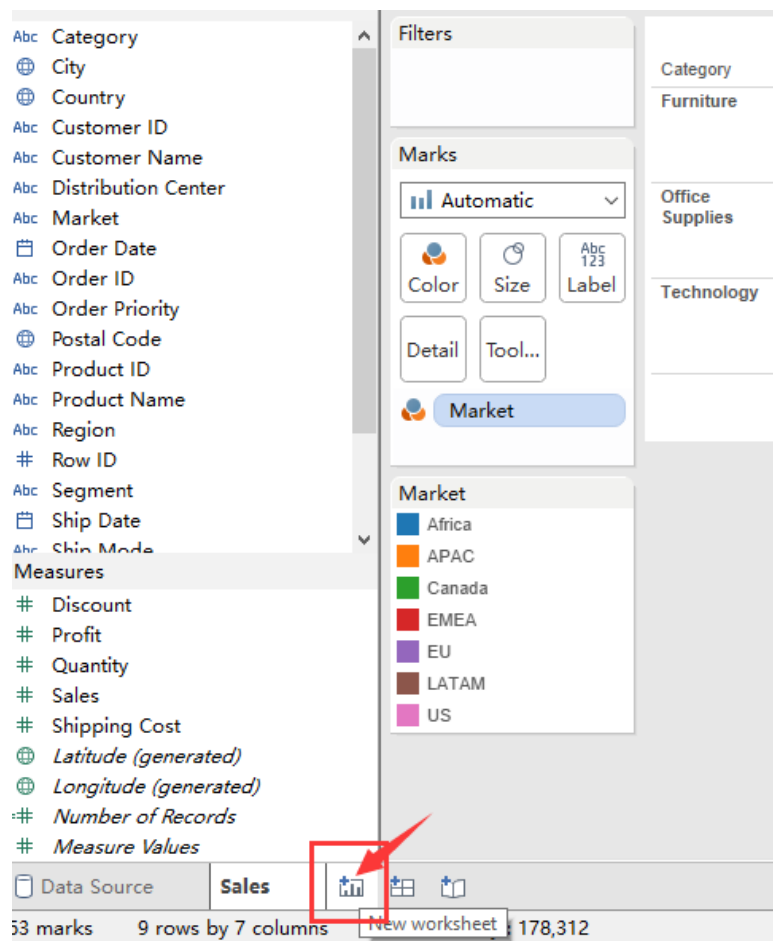 Abc Category
City
Country
Abc Customer ID
Abc Customer Name
Abc Distribution Center
Abc Market
Order Date
Abc Order ID
Abc Order Priority
Postal Code
Abc Product ID
Abc Product Name
Abc Region
# Row ID
Abc Segment
Ship Date
Abc Ship Mode
Measures
# Discount
# Profit
# Quantity
# Sales
# Shipping Cost
Latitude (generated)
Longitude (generated)
=# Number of Records
# Measure Values
Filters
Marks
Automatic
Color
Size
Abc
123
Label
Detail
Tool...
Market
Market
Africa
APAC
Canada
EMEA
EU
LATAM
US
Category
Furniture
Office
Supplies
Technology
Data Source
Sales
New worksheet
53 marks
9 rows by 7 columns
: 178,312